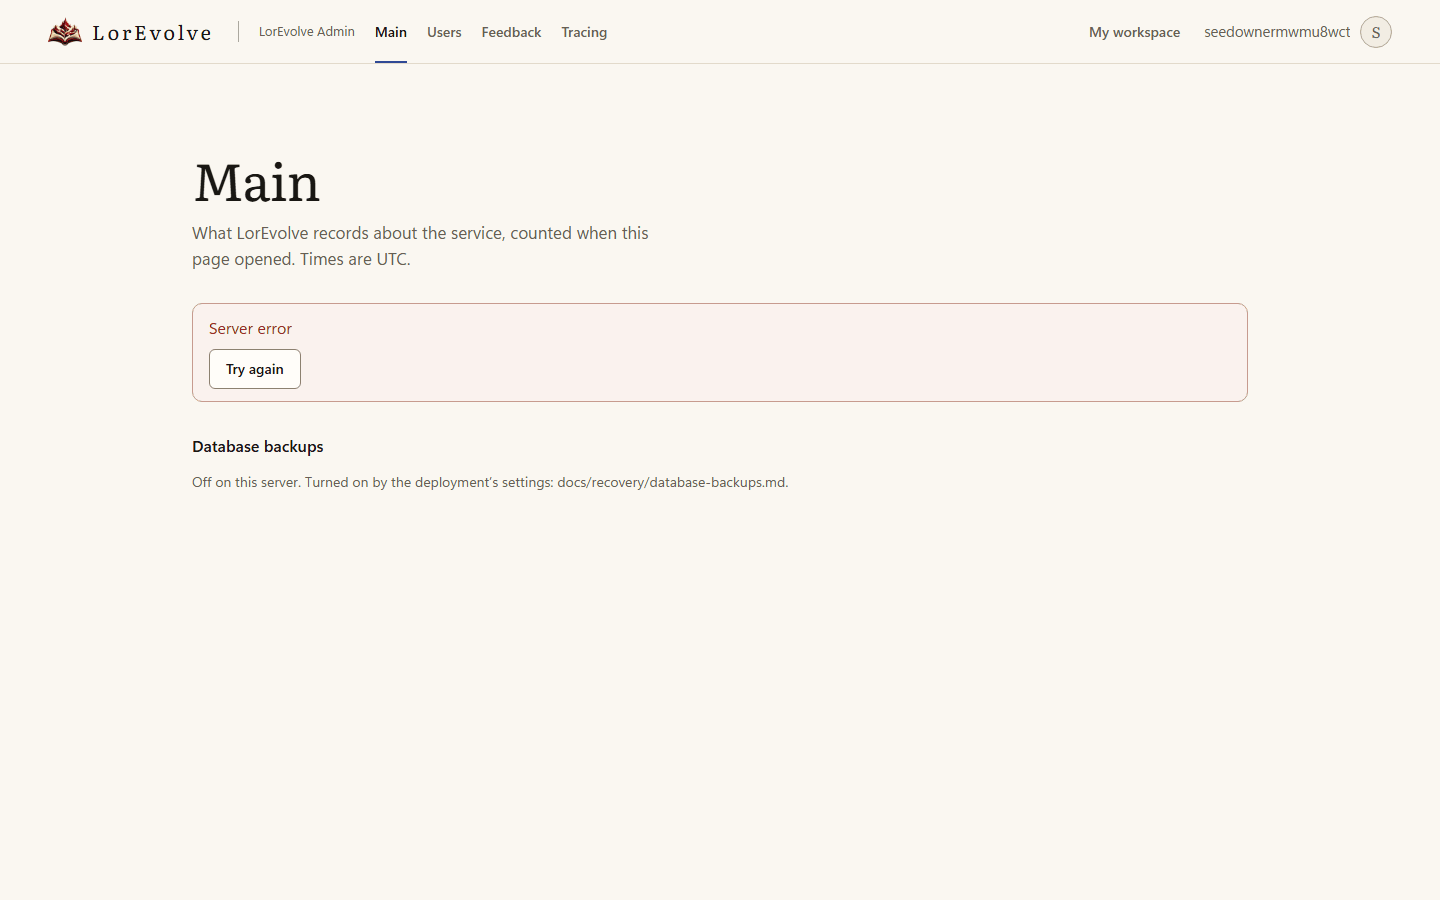 LorEvolve
LorEvolve Admin
Main
Users
Feedback
Tracing
My workspace
seedownermwmu8wct
S
Main
What LorEvolve records about the service, counted when this
page opened. Times are UTC.
Server error
Try again
Database backups
Off on this server. Turned on by the deployment's settings: docs/recovery/database-backups.md.